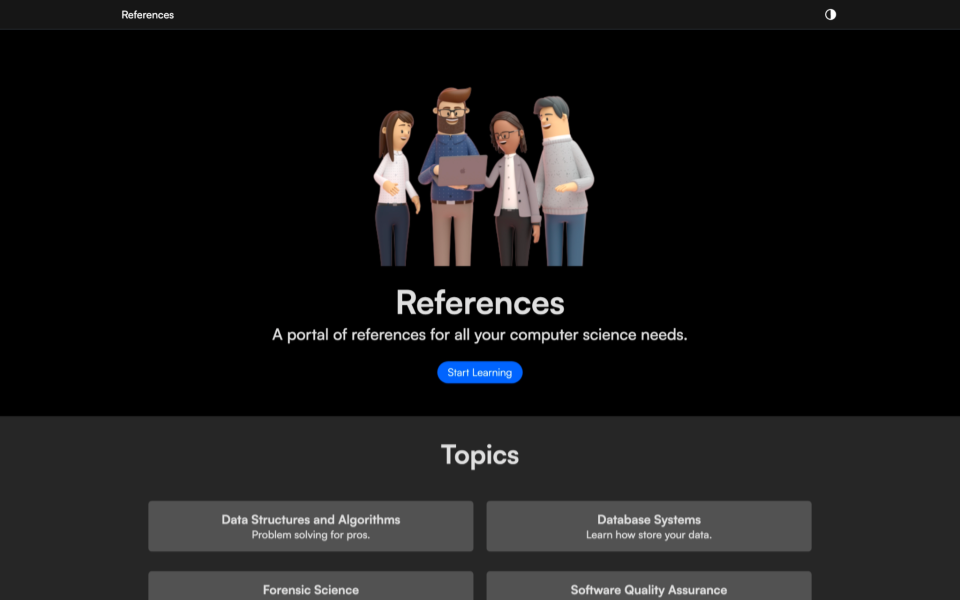 References
References
A portal of references for all your computer science needs.
Start Learning
Topics
Data Structures and Algorithms
Problem solving for pros.
Database Systems
Learn how store your data.
Forensic Science
Software Quality Assurance